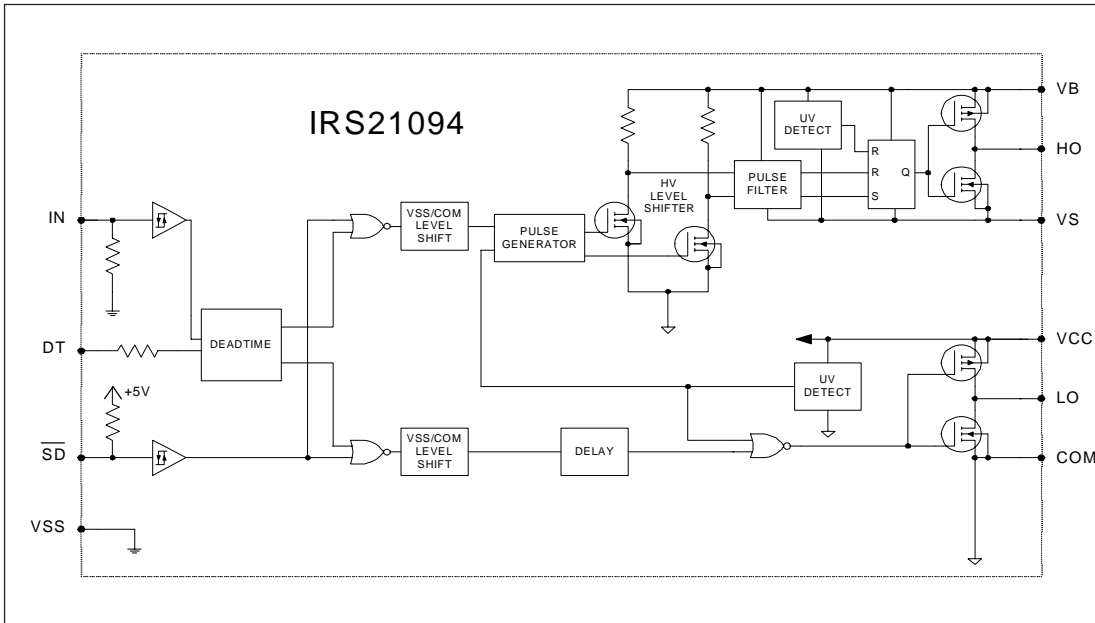 IRS21094
VB
UV
DETECT
HO
R
R
Q
S
PULSE
FILTER
HV
LEVEL
SHIFTER
VS
IN
VSS/COM
LEVEL
SHIFT
PULSE
GENERATOR
DT
DEADTIME
VCC
UV
DETECT
+5V
LO
SD
VSS/COM
LEVEL
SHIFT
DELAY
COM
VSS